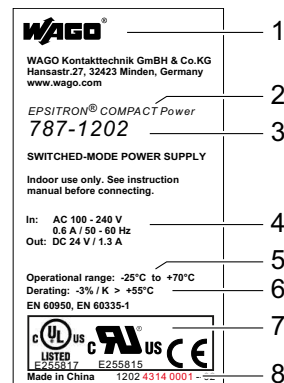 WAGO®
1
WAGO Kontakttechnik GmbH & Co.KG
Hansastr.27, 32423 Minden, Germany
www.wago.com
EPSITRON® COMPACT Power
2
787-1202
3
SWITCHED-MODE POWER SUPPLY
Indoor use only. See instruction
manual before connecting.
In: AC 100 - 240 V
0.6 A / 50 - 60 Hz
4
Out: DC 24 V / 1.3 A
5
Operational range: -25°C to +70°C
Derating: -3% / K > +55°C
6
EN 60950, EN 60335-1
7
C UL US
LISTED
E255817
c RU ® US
E255815
CE
Made in China 1202 4314 0001
8